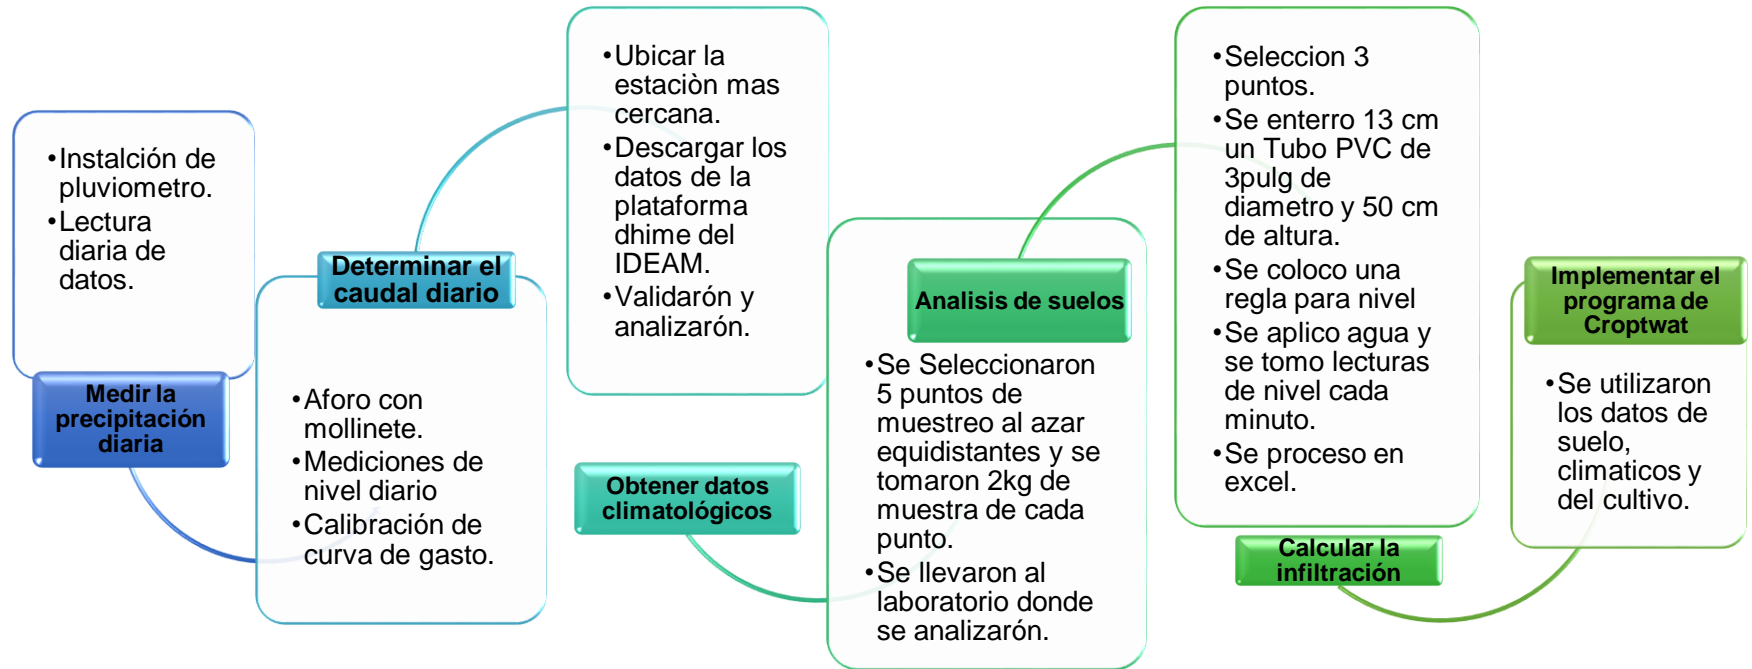 •Instalción de
pluviometro.
•Lectura
diaria de
datos.
Medir la
precipitación
diaria
Determinar el
caudal diario
•Aforo con
mollinete.
•Mediciones de
nivel diario
•Calibración de
curva de gasto.
•Ubicar la
estaciòn mas
cercana.
•Descargar los
datos de la
plataforma
dhime del
IDEAM.
•Validarón y
analizarón.
Obtener datos
climatológicos
Analisis de suelos
•Se Seleccionaron
5 puntos de
muestreo al azar
equidistantes y se
tomaron 2kg de
muestra de cada
punto.
•Se llevaron al
laboratorio donde
se analizarón.
•Seleccion 3
puntos.
•Se enterro 13 cm
un Tubo PVC de
3pulg de
diametro y 50 cm
de altura.
•Se coloco una
regla para nivel
•Se aplico agua y
se tomo lecturas
de nivel cada
minuto.
•Se proceso en
excel.
Calcular la
infiltración
Implementar el
programa de
Croptwat
•Se utilizaron
los datos de
suelo,
climaticos y
del cultivo.